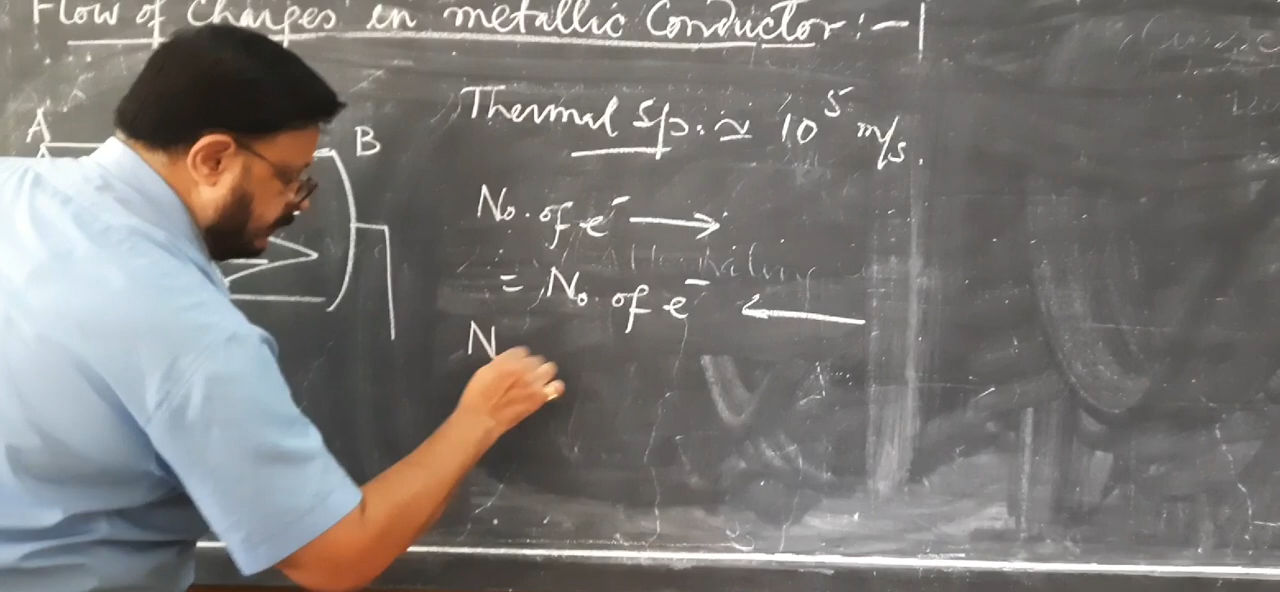 Flow of Charges in metallic Conductor :-
A
B
Thermal Sp. ≃ 10⁵ m/s.
No. of e⁻ →
= No. of e⁻ ←
N